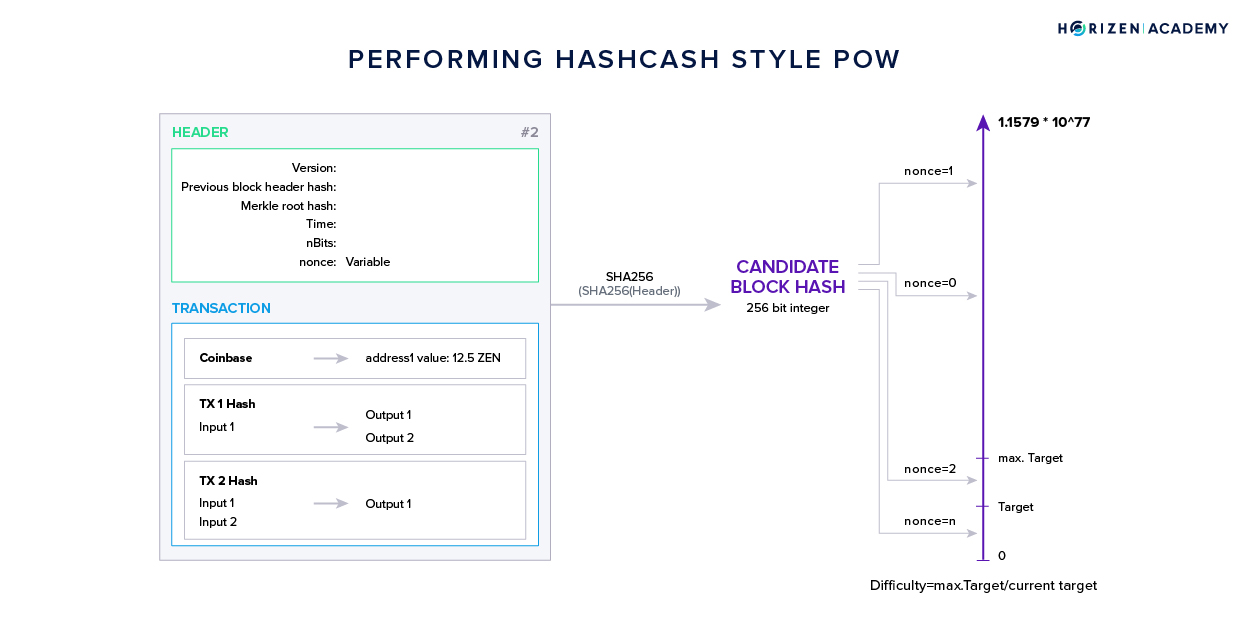 HORIZEN | ACADEMY
PERFORMING HASHCASH STYLE POW
HEADER #2
Version:
Previous block header hash:
Merkle root hash:
Time:
nBits:
nonce: Variable
TRANSACTION
Coinbase address1 value: 12.5 ZEN
TX 1 Hash
Input 1
Output 1
Output 2
TX 2 Hash
Input 1
Input 2
Output 1
SHA256
(SHA256(Header))
CANDIDATE
BLOCK HASH
256 bit integer
nonce=1
nonce=0
nonce=2
nonce=n
1.1579 * 10^77
max. Target
Target
0
Difficulty=max.Target/current target